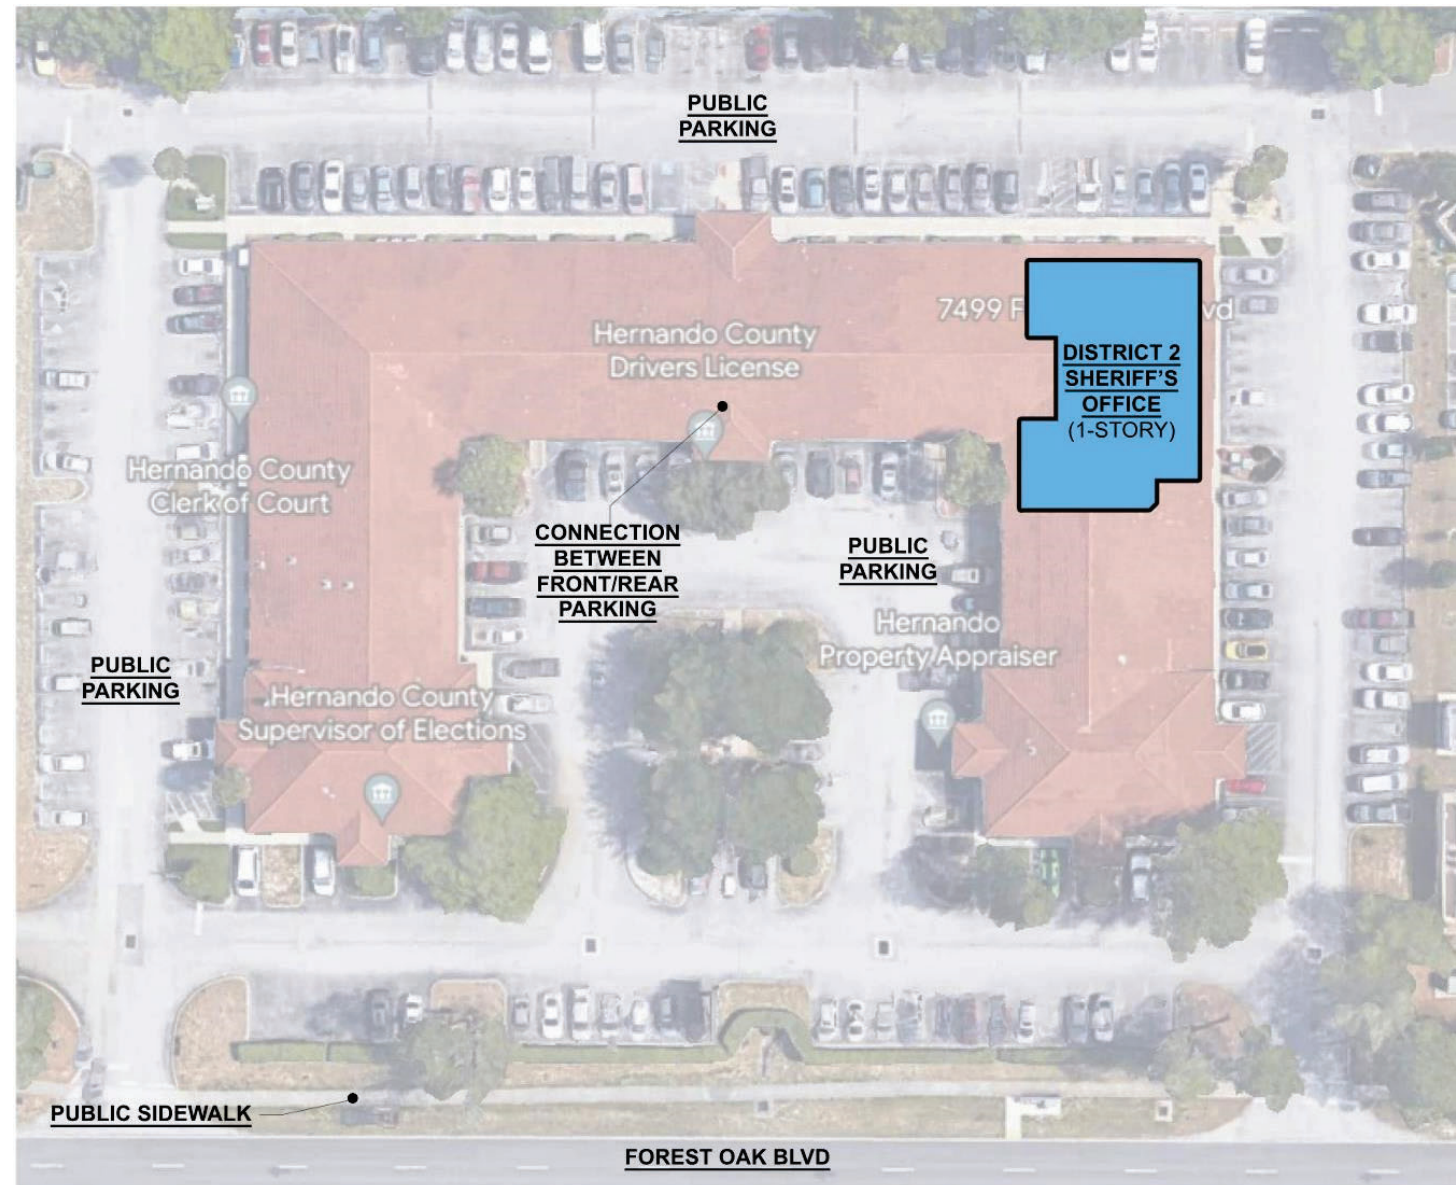 PUBLIC
PARKING
7499 F
vd
Hernando County
Drivers License
DISTRICT 2
SHERIFF'S
OFFICE
(1-STORY)
Hernando County
Clerk of Court
CONNECTION
BETWEEN
FRONT/REAR
PARKING
PUBLIC
PARKING
Hernando
Property Appraiser
PUBLIC
PARKING
Hernando County
Supervisor of Elections
PUBLIC SIDEWALK
FOREST OAK BLVD